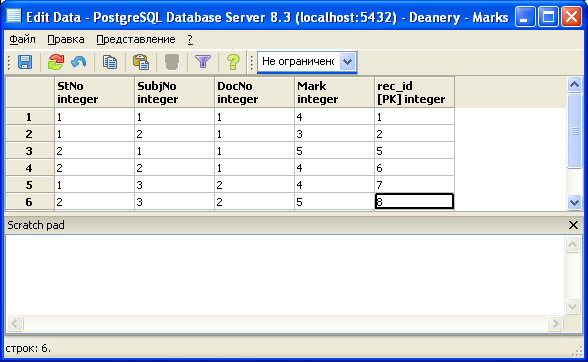 Edit Data - PostgreSQL Database Server 8.3 (localhost:5432) - Deanery - Marks
Файл Правка Представление ?
Не ограничено
StNo SubjNo DocNo Mark rec_id
integer integer integer integer [PK] integer
1 1 1 1 4 1
2 1 2 1 3 2
3 2 1 1 5 5
4 2 2 1 4 6
5 1 3 2 4 7
6 2 3 2 5 8
Scratch pad
строк: 6.